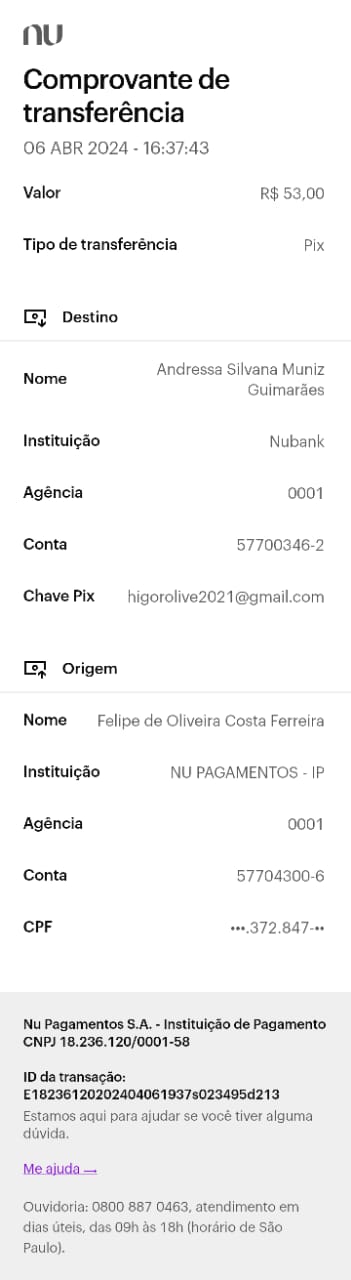 nu
Comprovante de
transferência
06 ABR 2024 - 16:37:43
Valor R$ 53,00
Tipo de transferência Pix
Destino
Nome Andressa Silvana Muniz
Guimarães
Instituição Nubank
Agência 0001
Conta 57700346-2
Chave Pix higorolive2021@gmail.com
Origem
Nome Felipe de Oliveira Costa Ferreira
Instituição NU PAGAMENTOS - IP
Agência 0001
Conta 57704300-6
CPF •••.372.847-••
Nu Pagamentos S.A. - Instituição de Pagamento
CNPJ 18.236.120/0001-58
ID da transação:
E18236120202404061937s023495d213
Estamos aqui para ajudar se você tiver alguma
dúvida.
Me ajuda →
Ouvidoria: 0800 887 0463, atendimento em
dias úteis, das 09h às 18h (horário de São
Paulo).